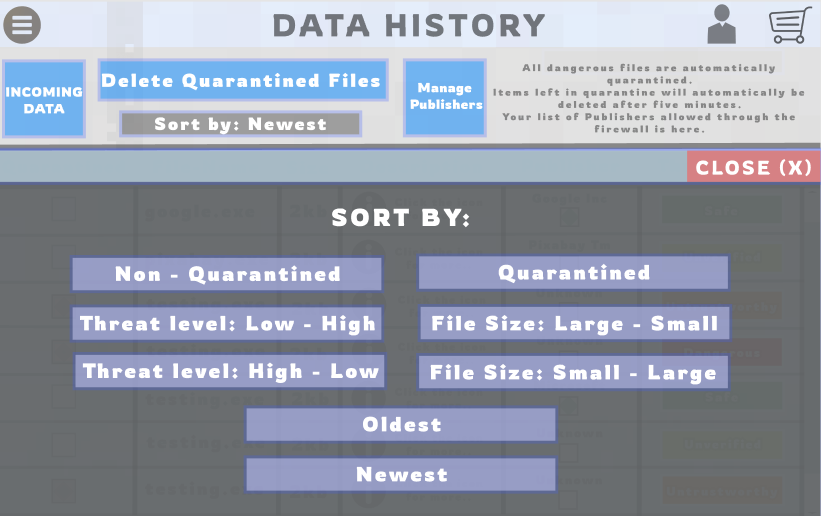 DATA HISTORY
INCOMING
DATA
Delete Quarantined Files
Sort by: Newest
Manage
Publishers
All dangerous files are automatically
quarantined.
Items left in quarantine will automatically be
deleted after five minutes.
Your list of Publishers allowed through the
firewall is here.
CLOSE (X)
google.exe
SORT BY:
Non - Quarantined
Quarantined
Threat level: Low - High
File Size: Large - Small
Threat level: High - Low
File Size: Small - Large
Oldest
Newest